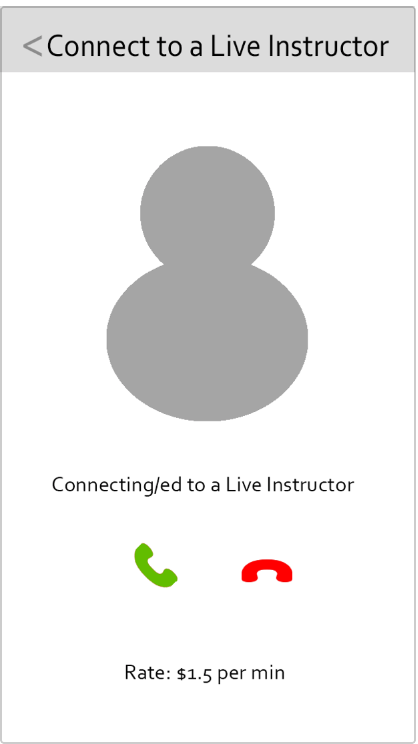 <Connect to a Live Instructor
Connecting/ed to a Live Instructor
Rate: $1.5 per min